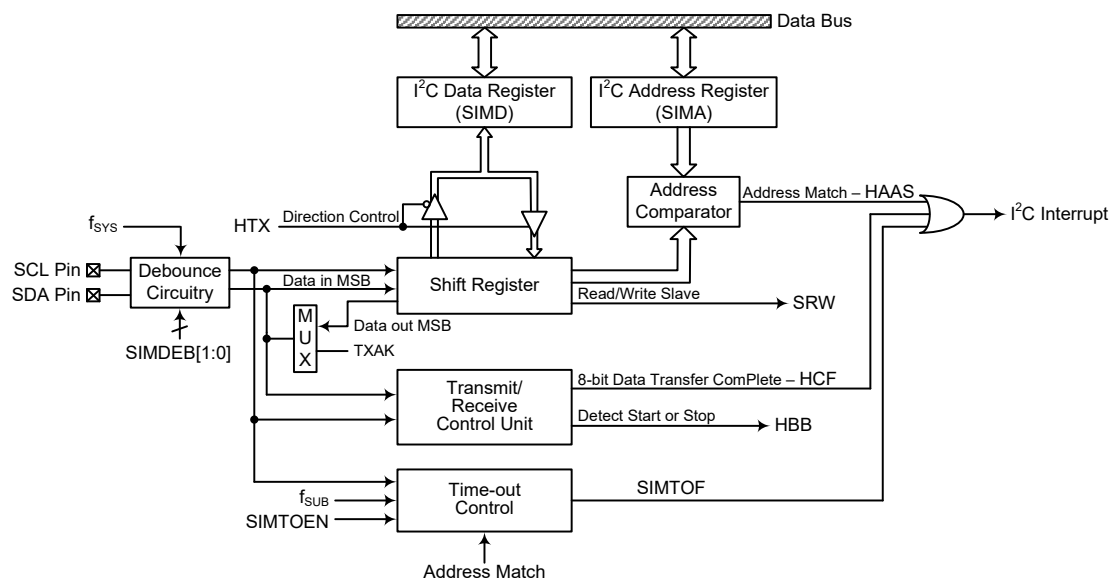 Data Bus
I²C Data Register
(SIMD)
I²C Address Register
(SIMA)
Address
Comparator
Address Match – HAAS
I²C Interrupt
HTX
Direction Control
fSYS
SCL Pin
SDA Pin
Debounce
Circuitry
SIMDEB[1:0]
Data in MSB
Shift Register
Read/Write Slave
SRW
M
U
X
Data out MSB
TXAK
Transmit/
Receive
Control Unit
8-bit Data Transfer ComPlete – HCF
Detect Start or Stop
HBB
fSUB
SIMTOEN
Time-out
Control
SIMTOF
Address Match